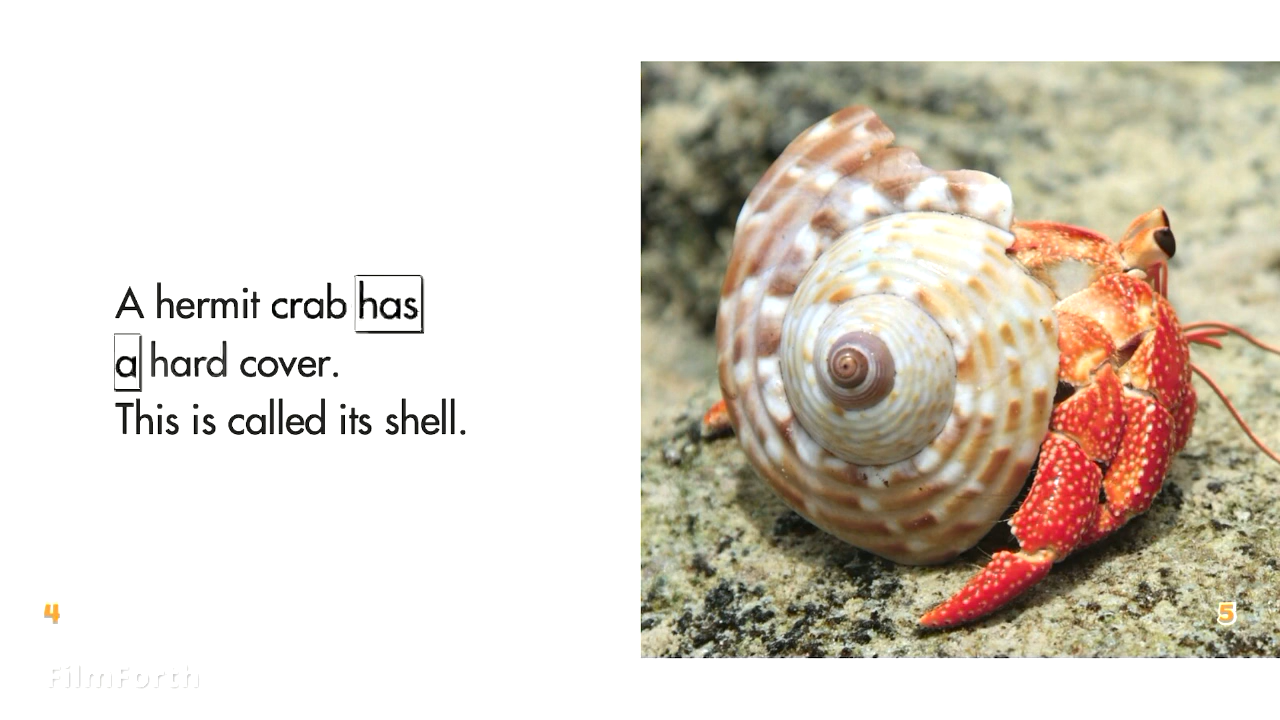 A hermit crab has
a hard cover.
This is called its shell.
4
5
FilmForth